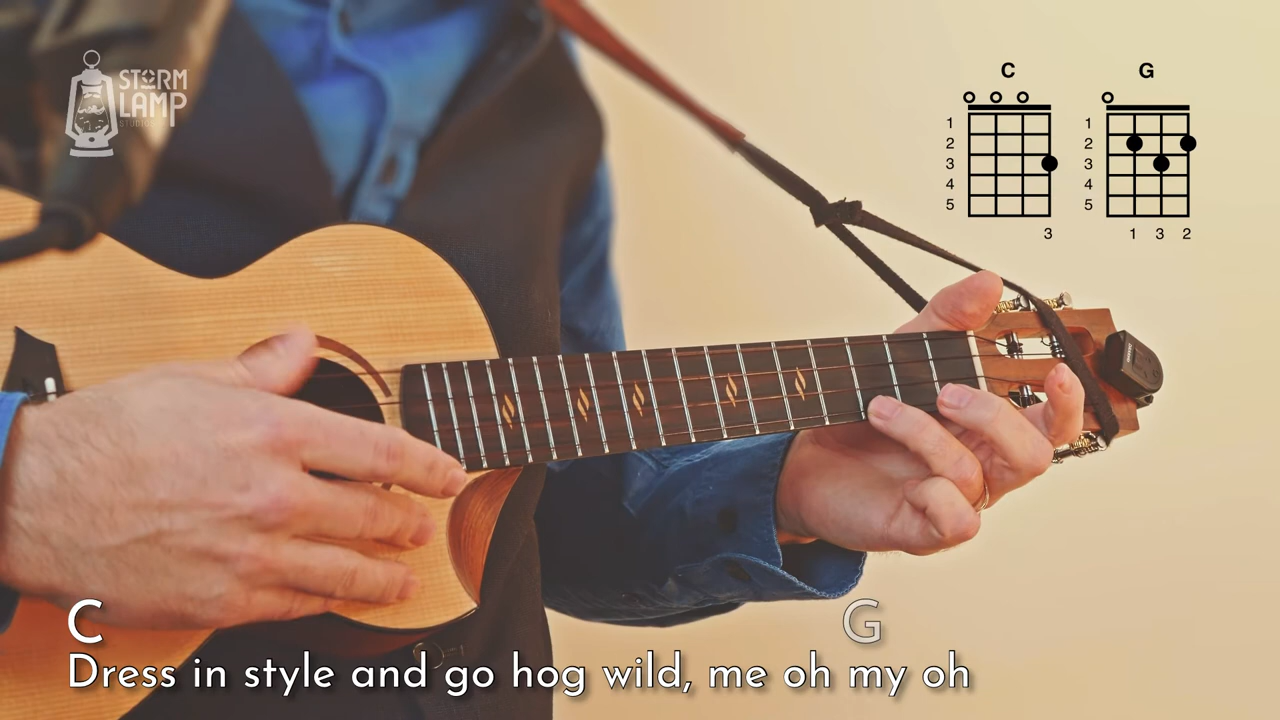 STORM
LAMP
STUDIOS
C G
1 1
2 2
3 3
4 4
5 5
3 1 3 2
C G
Dress in style and go hog wild, me oh my oh